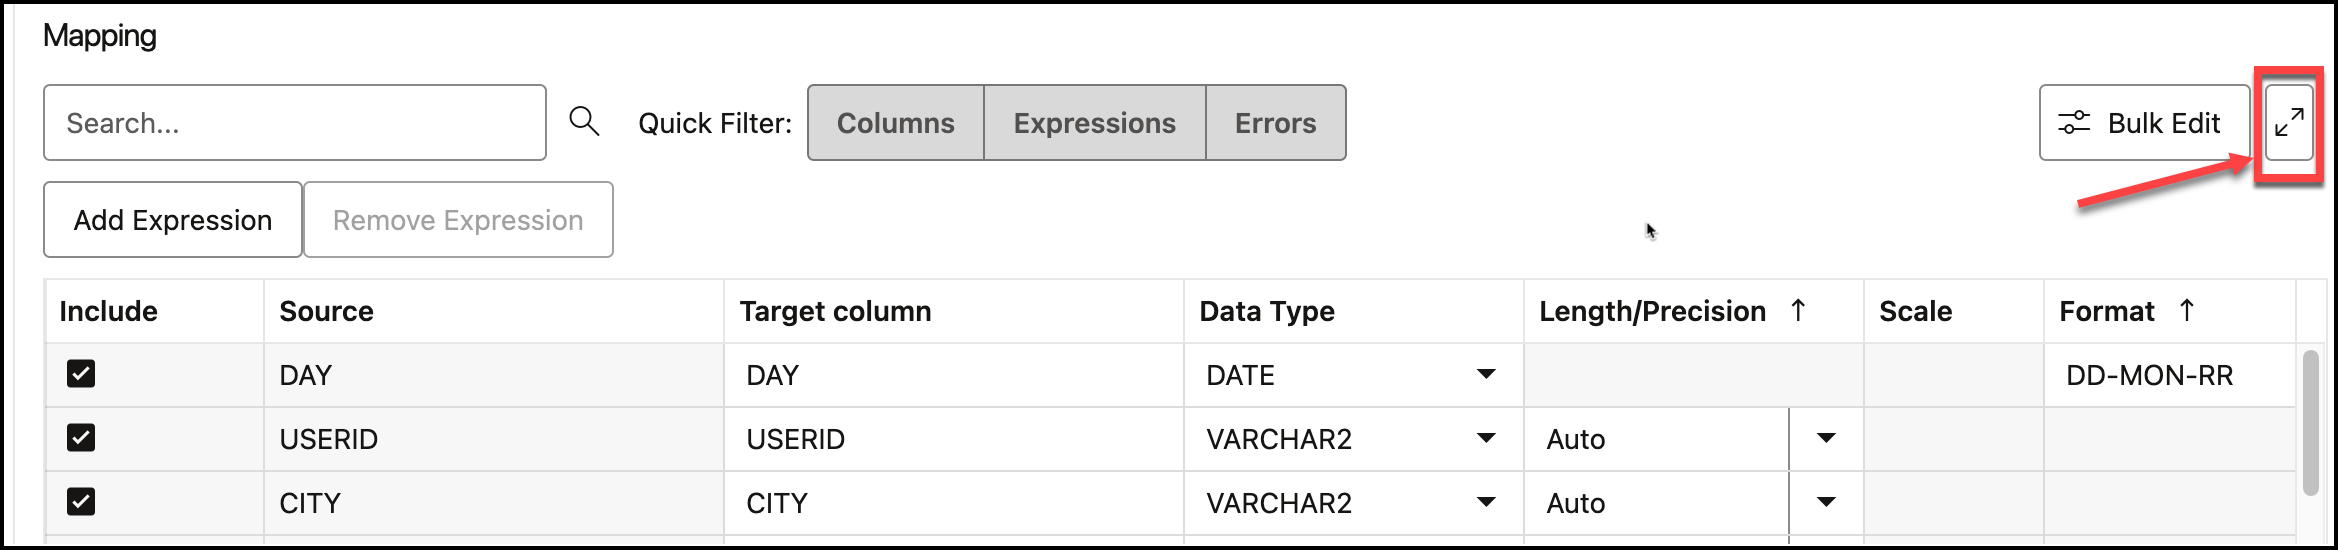 Mapping
Search... Quick Filter: Columns Expressions Errors Bulk Edit
Add Expression Remove Expression
Include Source Target column Data Type Length/Precision ↑ Scale Format ↑
DAY DAY DATE DD-MON-RR
USERID USERID VARCHAR2 Auto
CITY CITY VARCHAR2 Auto